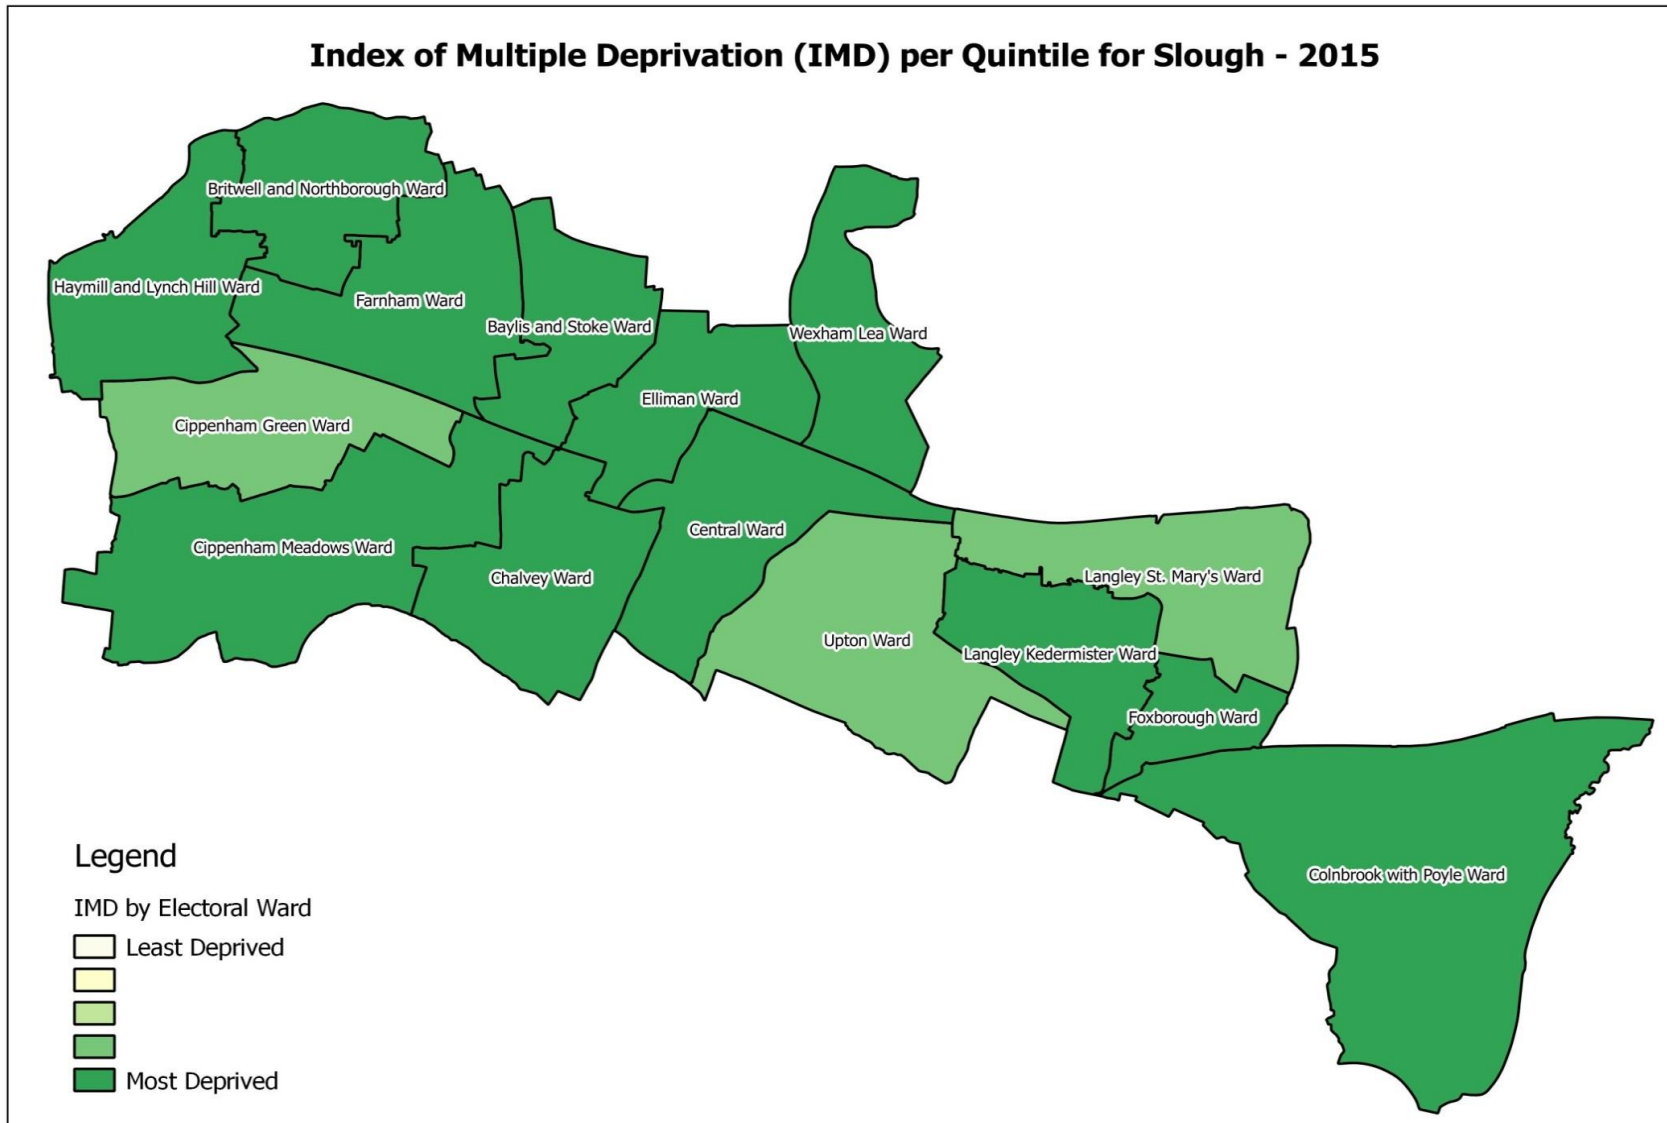 Index of Multiple Deprivation (IMD) per Quintile for Slough - 2015
Britwell and Northborough Ward
Haymill and Lynch Hill Ward
Farnham Ward
Baylis and Stoke Ward
Wexham Lea Ward
Elliman Ward
Cippenham Green Ward
Central Ward
Cippenham Meadows Ward
Chalvey Ward
Langley St. Mary's Ward
Upton Ward
Langley Kedermister Ward
Foxborough Ward
Colnbrook with Poyle Ward
Legend
IMD by Electoral Ward
Least Deprived
Most Deprived